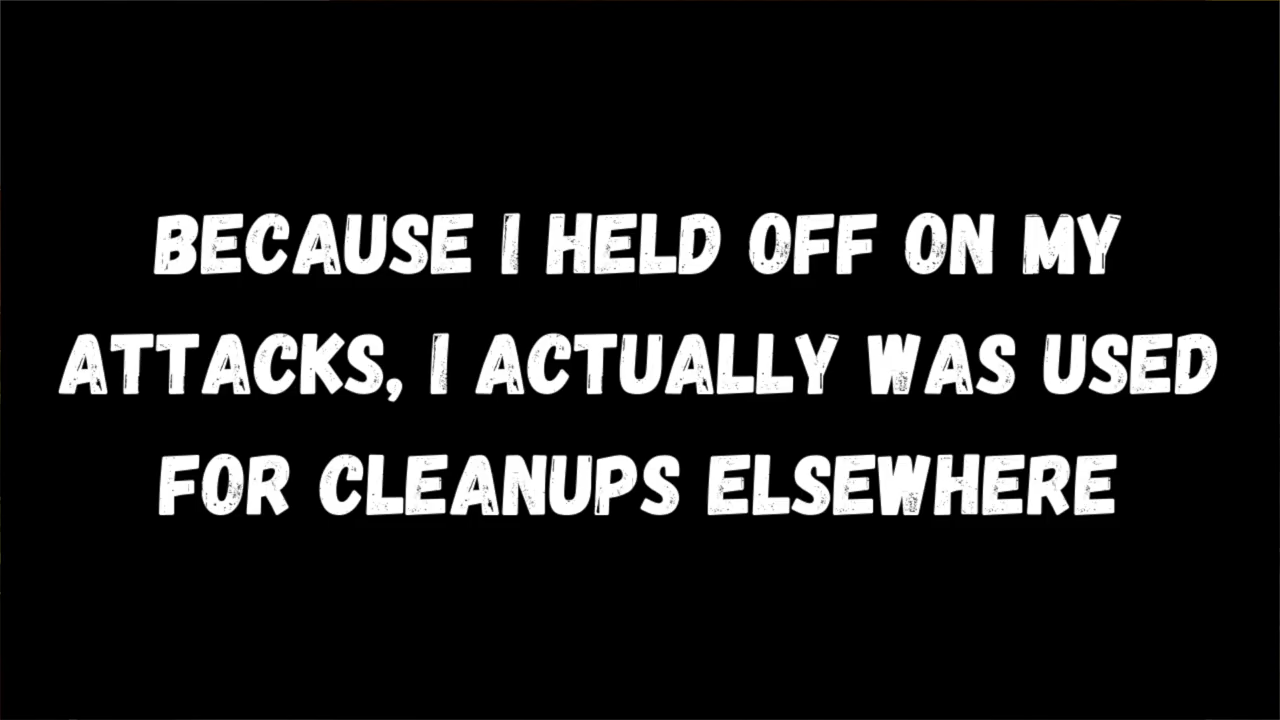 BECAUSE I HELD OFF ON MY
ATTACKS, I ACTUALLY WAS USED
FOR CLEANUPS ELSEWHERE